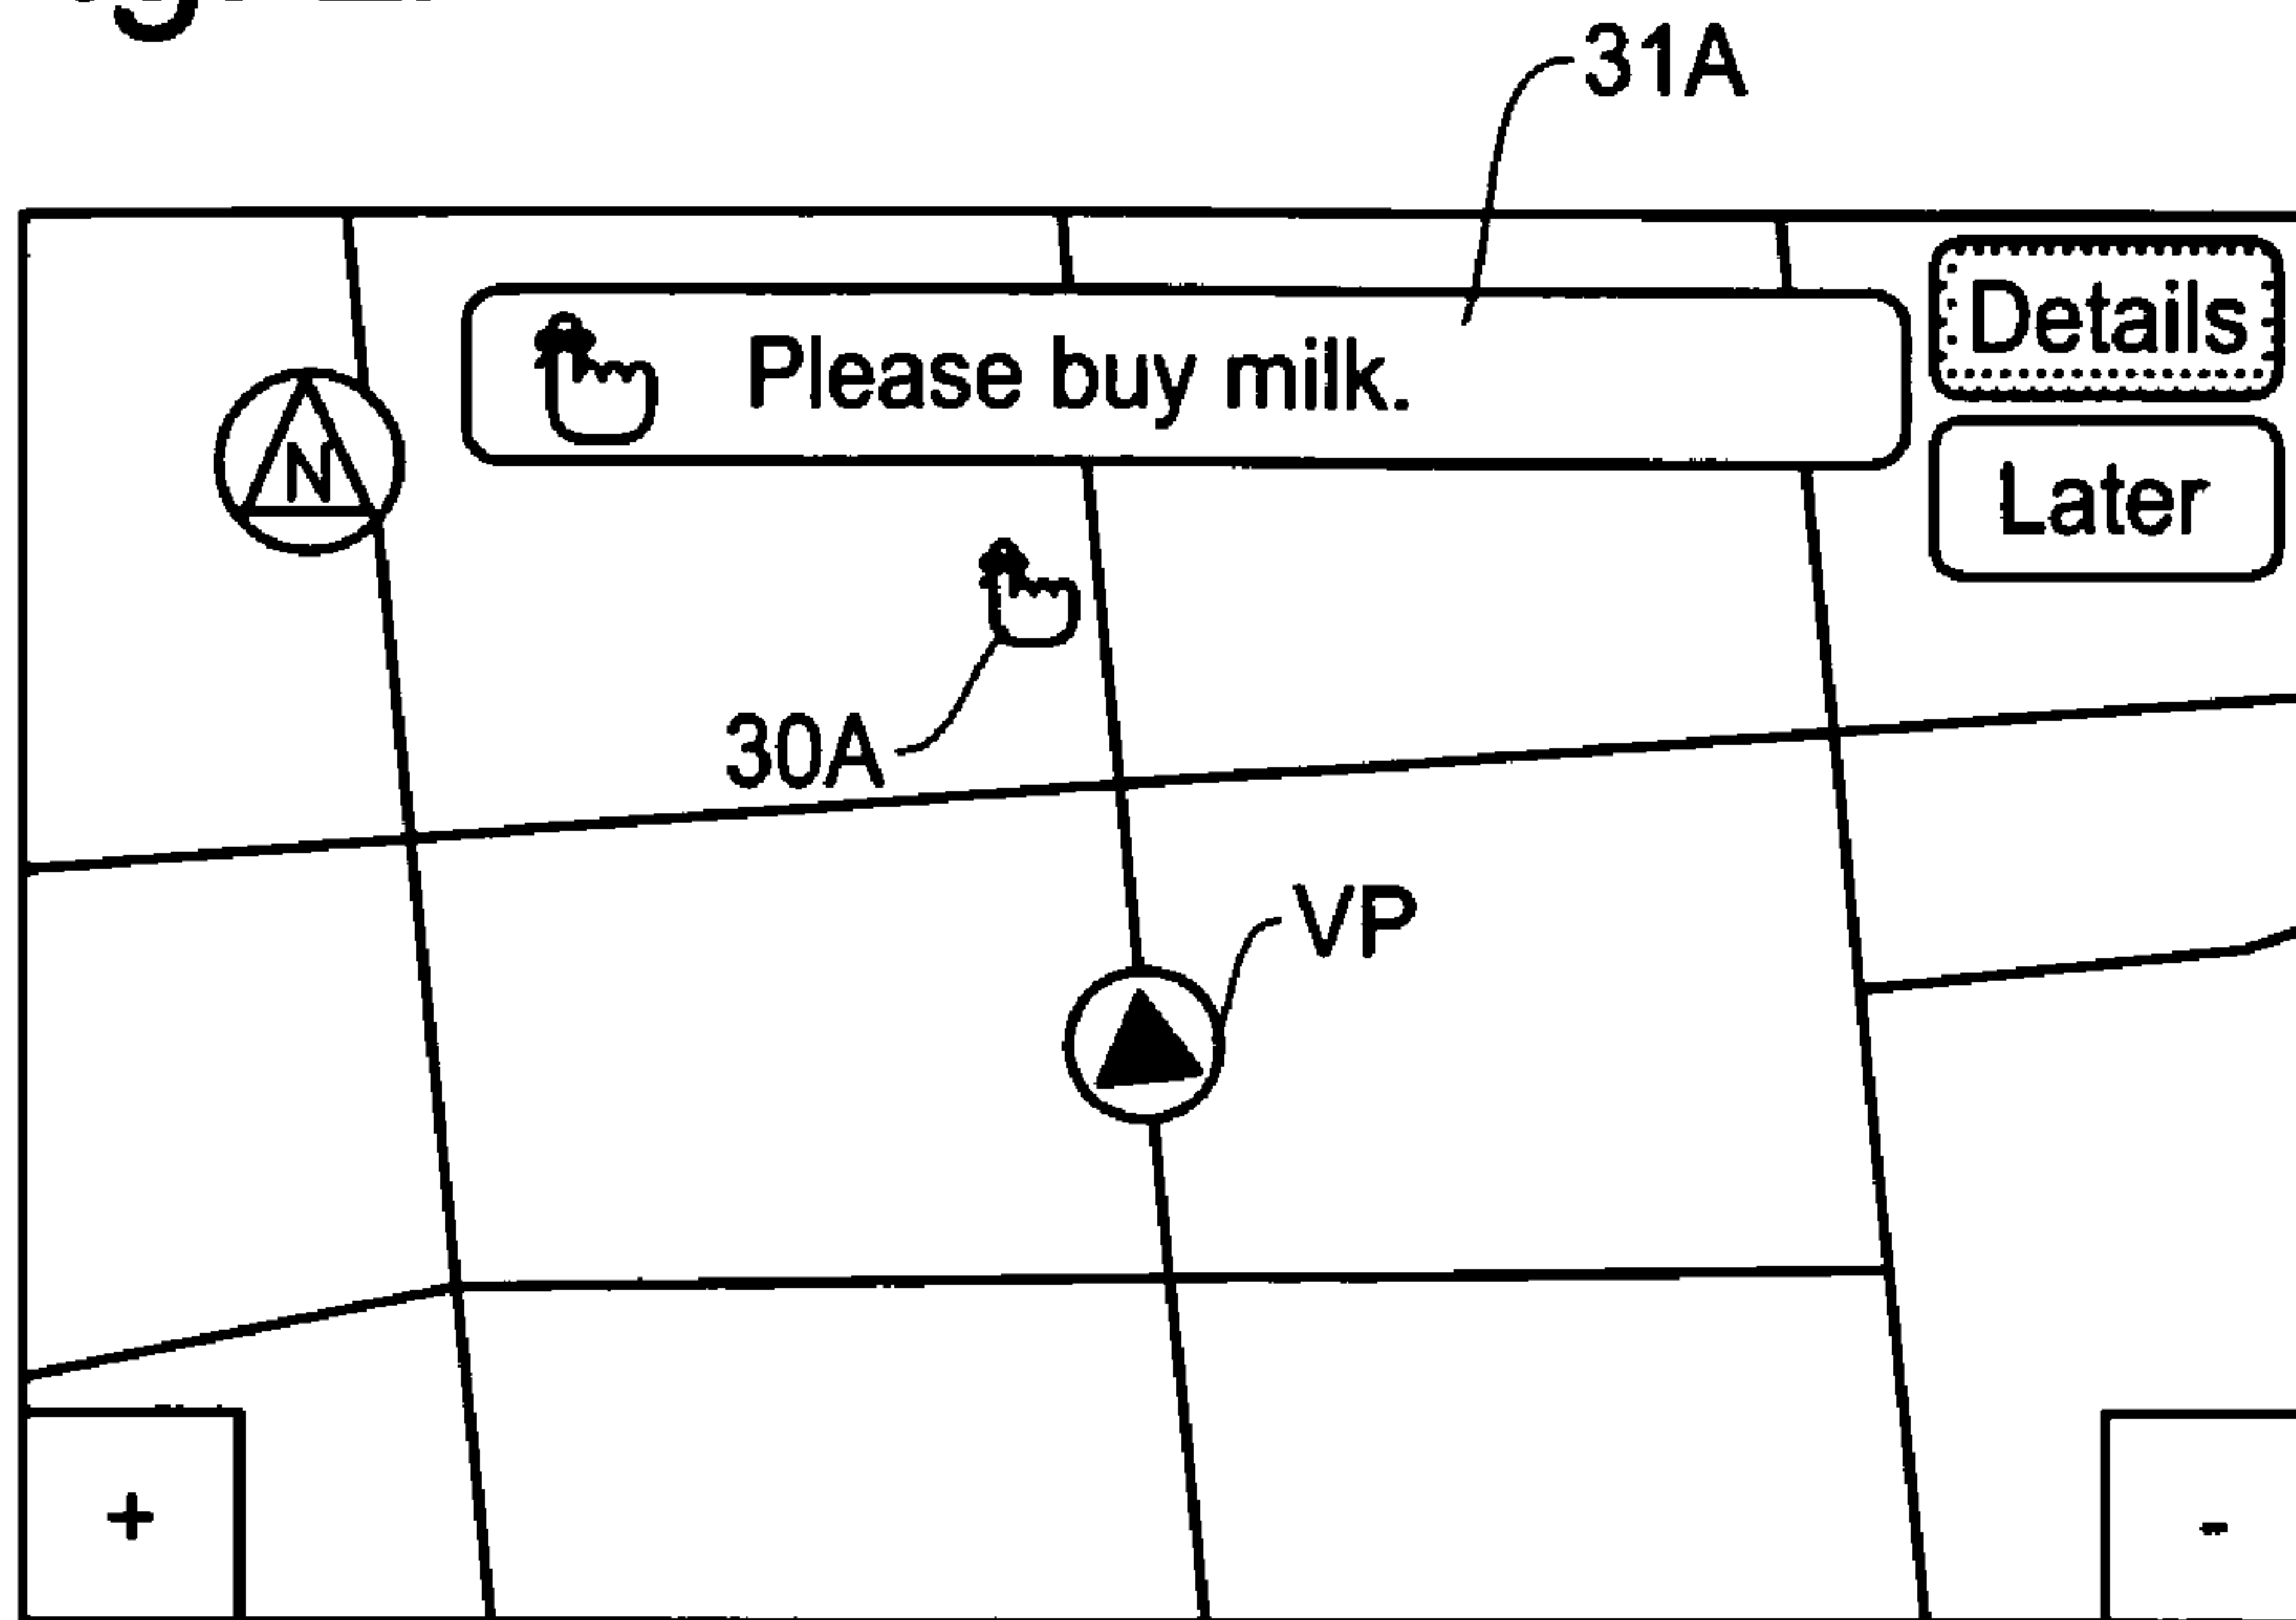 31A
Please buy milk.
Details
Later
N
30A
VP
+
-